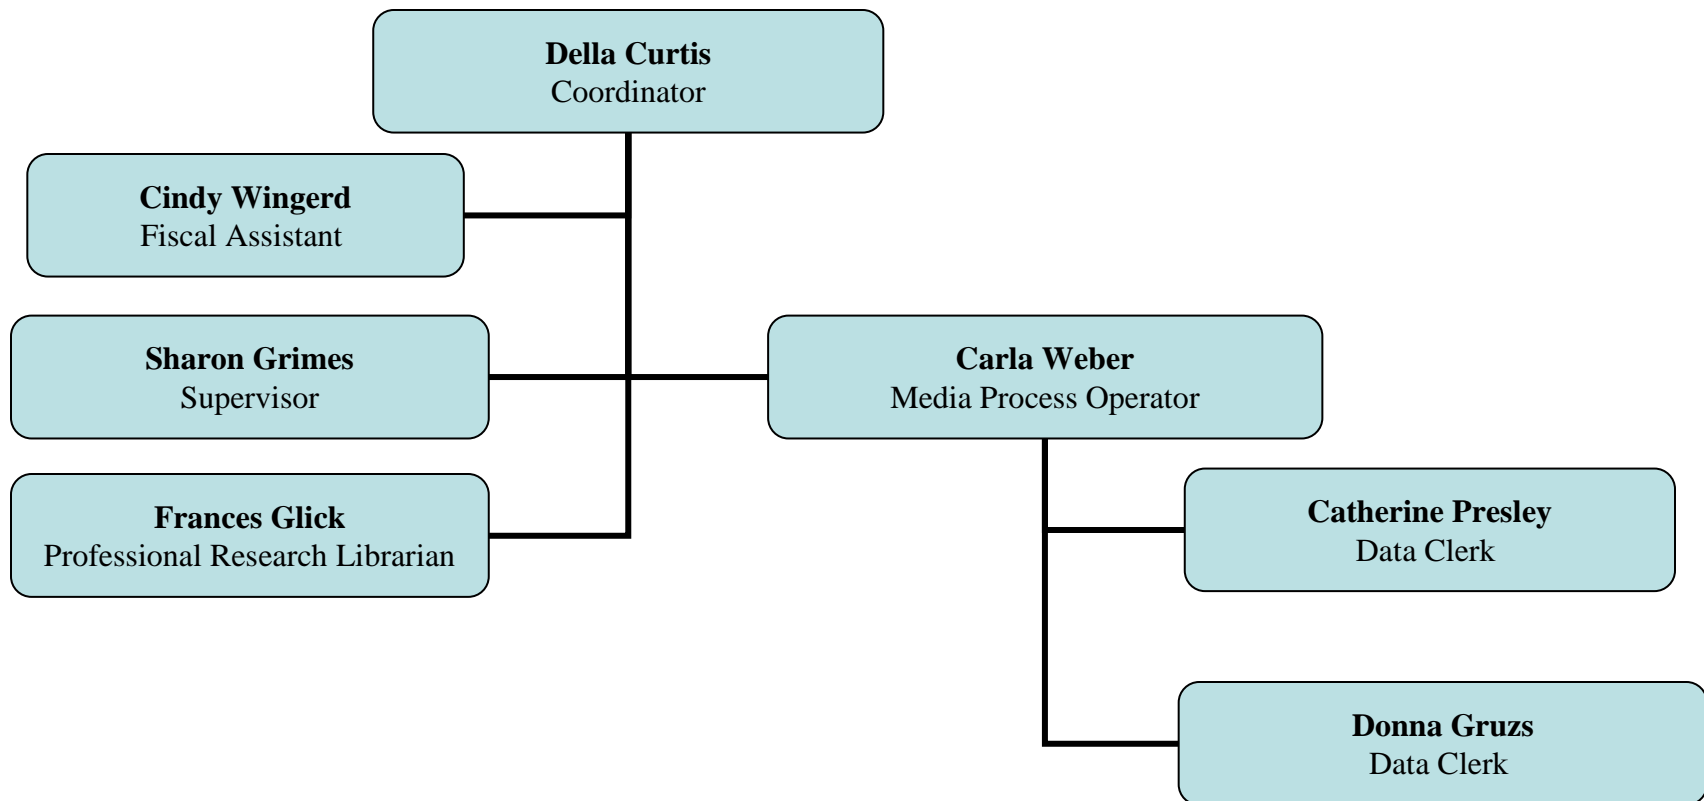 Della Curtis
Coordinator
Cindy Wingerd
Fiscal Assistant
Sharon Grimes
Supervisor
Carla Weber
Media Process Operator
Frances Glick
Professional Research Librarian
Catherine Presley
Data Clerk
Donna Gruzs
Data Clerk